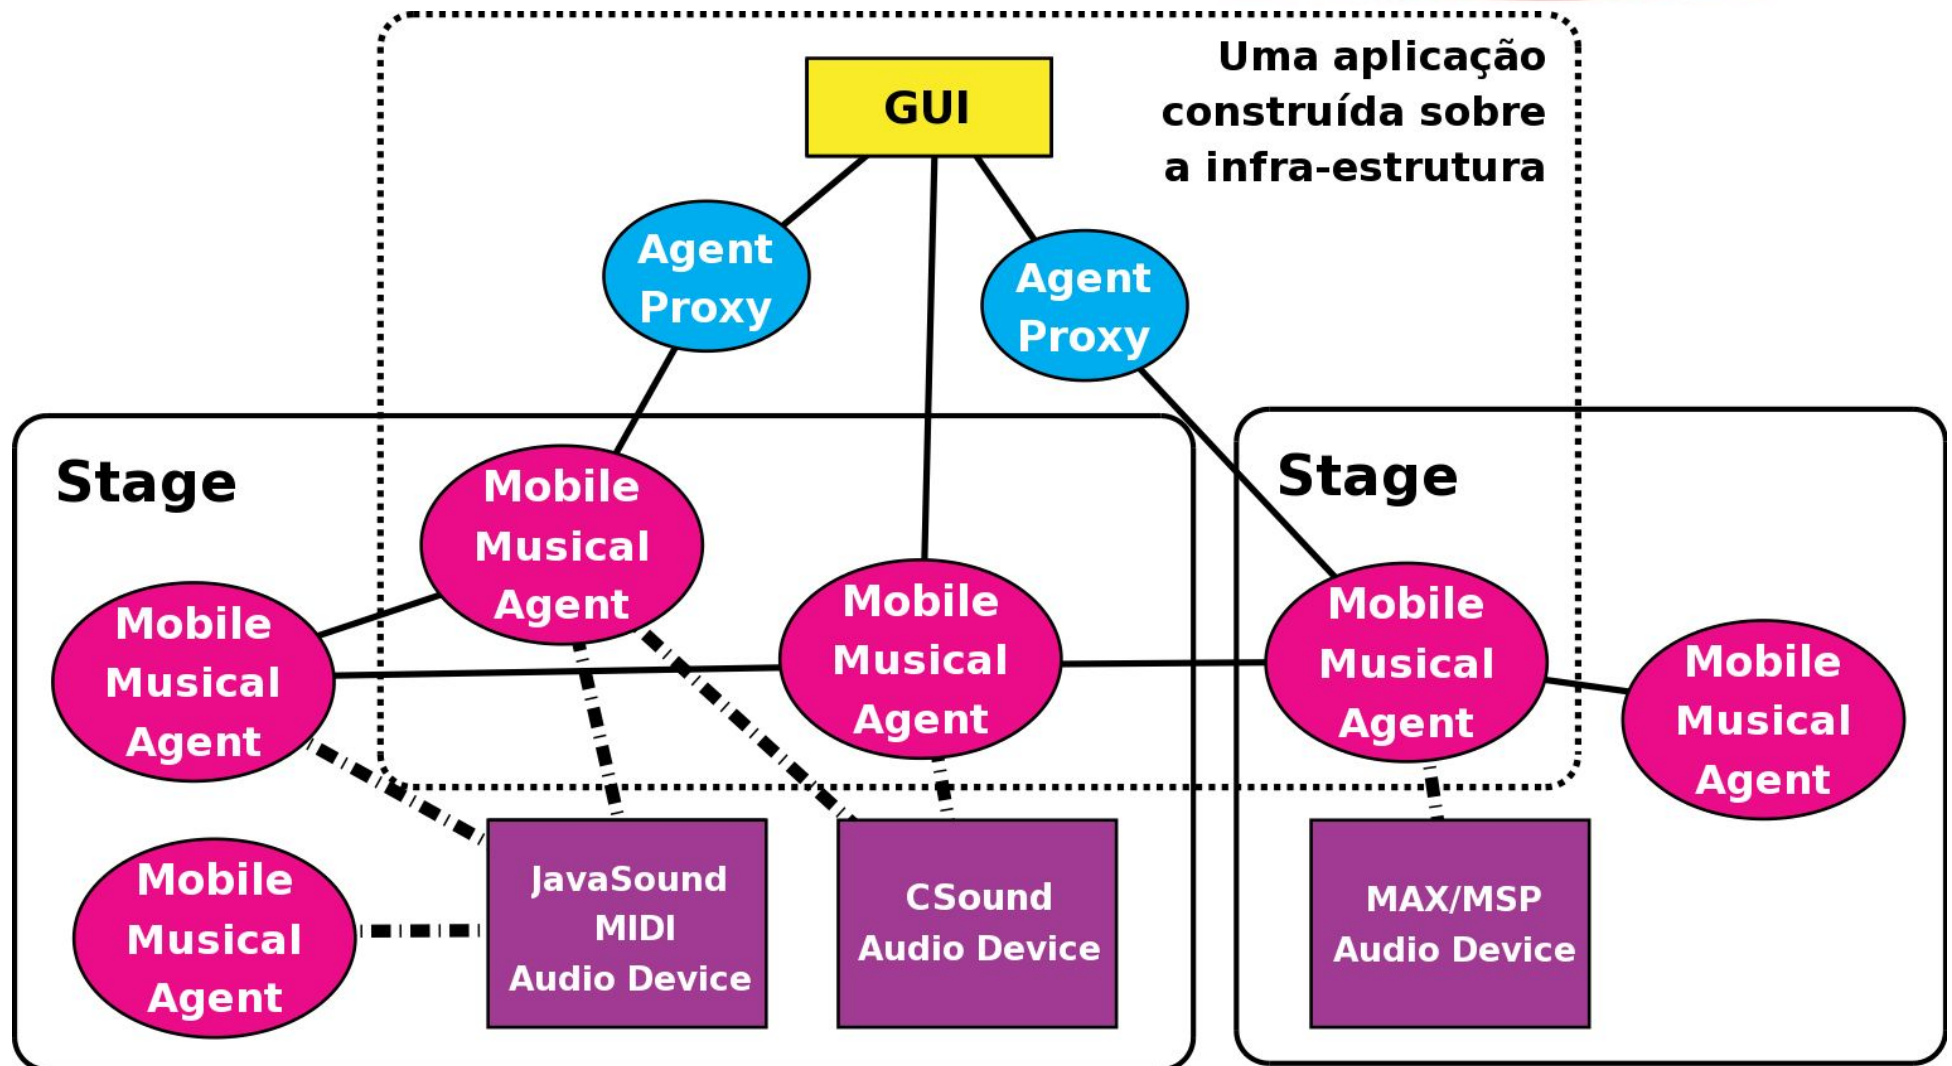 Uma aplicação
construída sobre
a infra-estrutura
GUI
Agent
Proxy
Agent
Proxy
Stage
Stage
Mobile
Musical
Agent
Mobile
Musical
Agent
Mobile
Musical
Agent
Mobile
Musical
Agent
Mobile
Musical
Agent
Mobile
Musical
Agent
JavaSound
MIDI
Audio Device
CSound
Audio Device
MAX/MSP
Audio Device